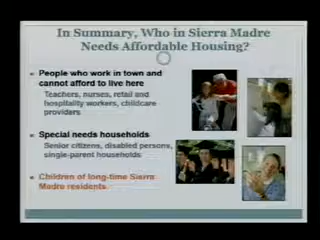 In Summary, Who in Sierra Madre
Needs Affordable Housing?
People who work in town and
cannot afford to live here
Teachers, nurses, retail and
hospitality workers, childcare
providers
Special needs households
Senior citizens, disabled persons,
single-parent households
Children of long-time Sierra
Madre residents